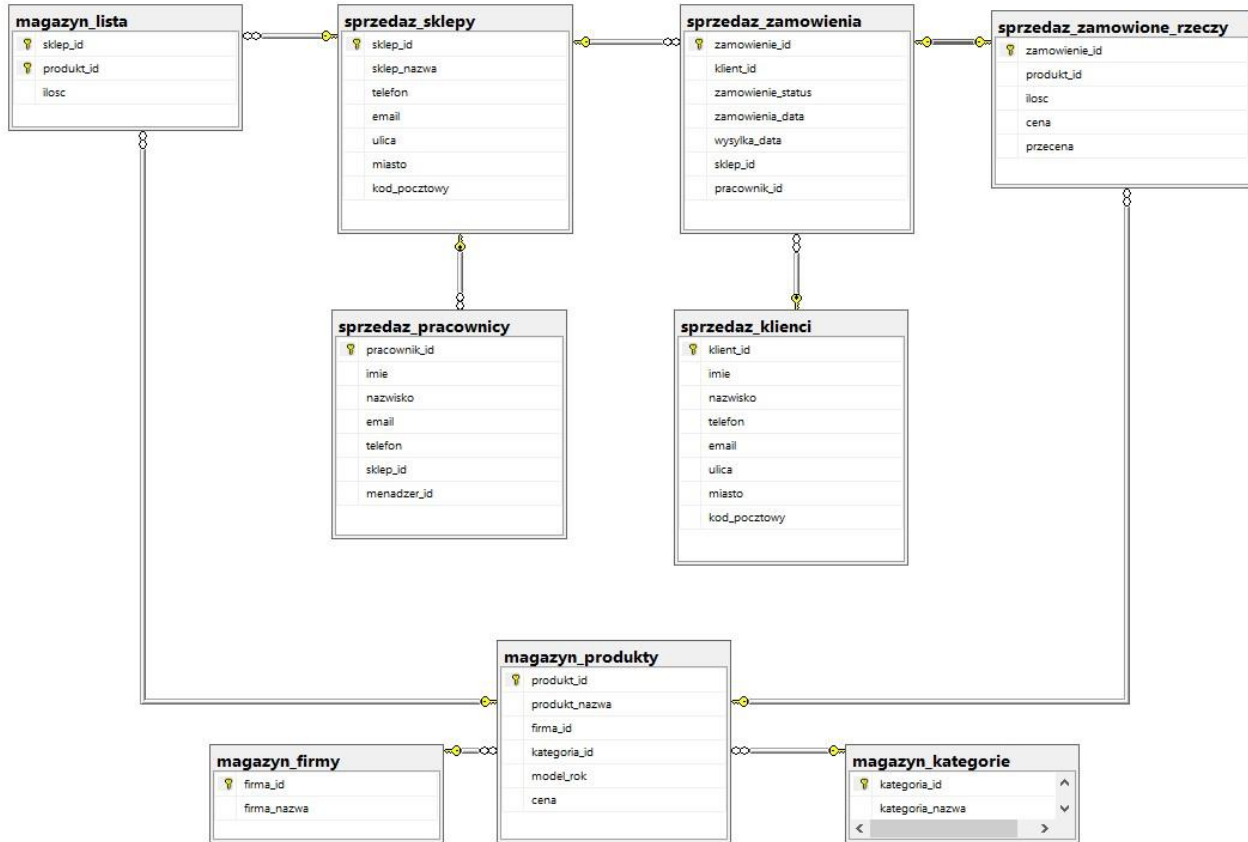 magazyn_lista
sklep_id
produkt_id
ilosc
sprzedaz_sklepy
sklep_id
sklep_nazwa
telefon
email
ulica
miasto
kod_pocztowy
sprzedaz_zamowienia
zamowienie_id
klient_id
zamowienie_status
zamowienia_data
wysylka_data
sklep_id
pracownik_id
sprzedaz_zamowione_rzeczy
zamowienie_id
produkt_id
ilosc
cena
przecena
sprzedaz_pracownicy
pracownik_id
imie
nazwisko
email
telefon
sklep_id
menadzer_id
sprzedaz_klienci
klient_id
imie
nazwisko
telefon
email
ulica
miasto
kod_pocztowy
magazyn_produkty
produkt_id
produkt_nazwa
firma_id
kategoria_id
model_rok
cena
magazyn_firmy
firma_id
firma_nazwa
magazyn_kategorie
kategoria_id
kategoria_nazwa